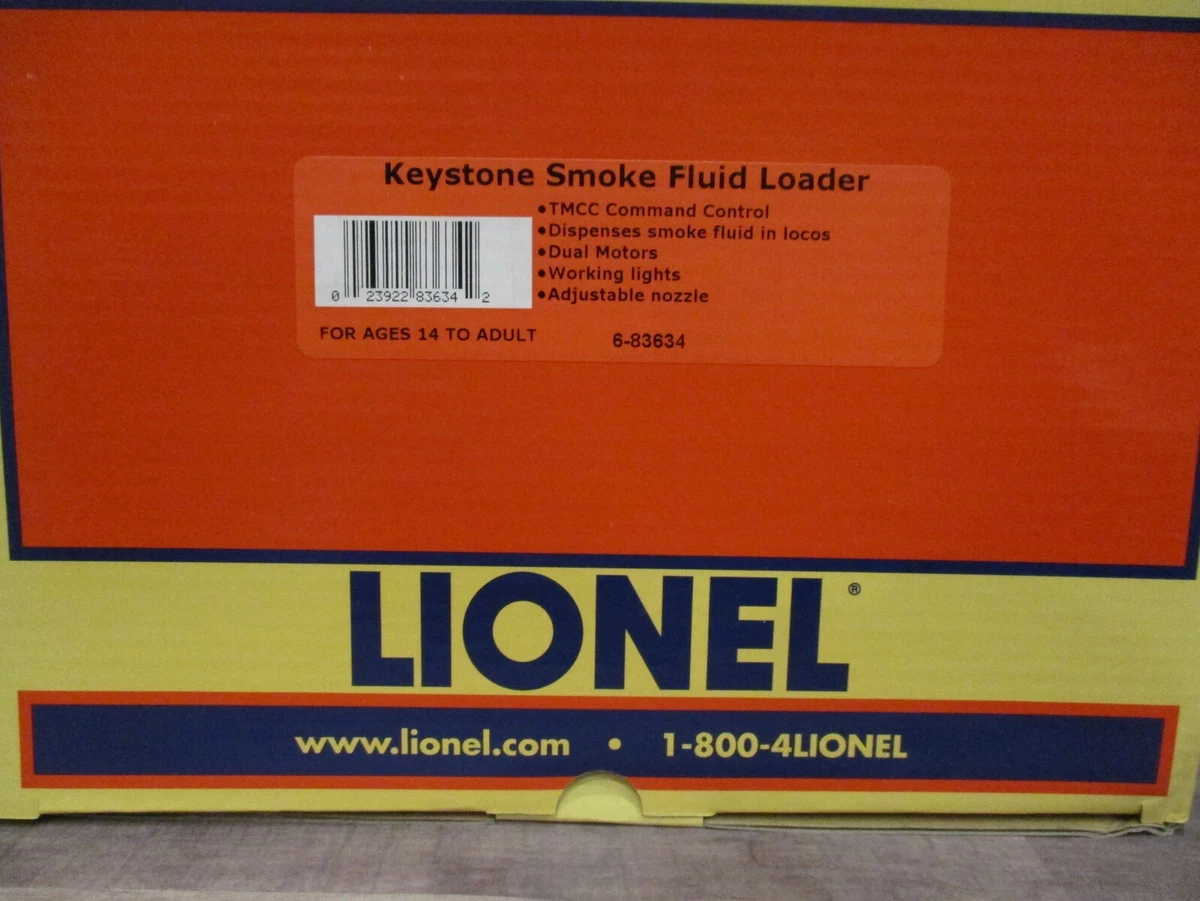 Keystone Smoke Fluid Loader
•TMCC Command Control
•Dispenses smoke fluid in locos
•Dual Motors
•Working lights
•Adjustable nozzle
0 23922 83634 2
FOR AGES 14 TO ADULT
6-83634
LIONEL®
www.lionel.com • 1-800-4LIONEL